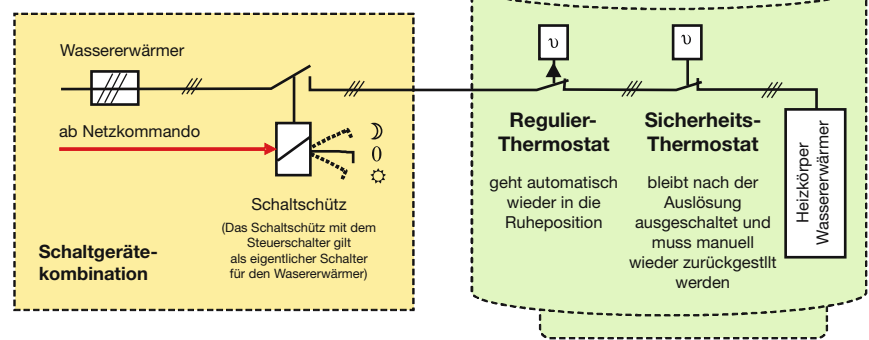 Wassererwärmer
ab Netzkommando
0
Schaltschütz
(Das Schaltschütz mit dem
Steuerschalter gilt
als eigentlicher Schalter
für den Wasererwärmer)
Schaltgeräte-
kombination
υ
Regulier-
Thermostat
geht automatisch
wieder in die
Ruheposition
υ
Sicherheits-
Thermostat
bleibt nach der
Auslösung
ausgeschaltet und
muss manuell
wieder zurückgestllt
werden
Heizkörper
Wassererwärmer